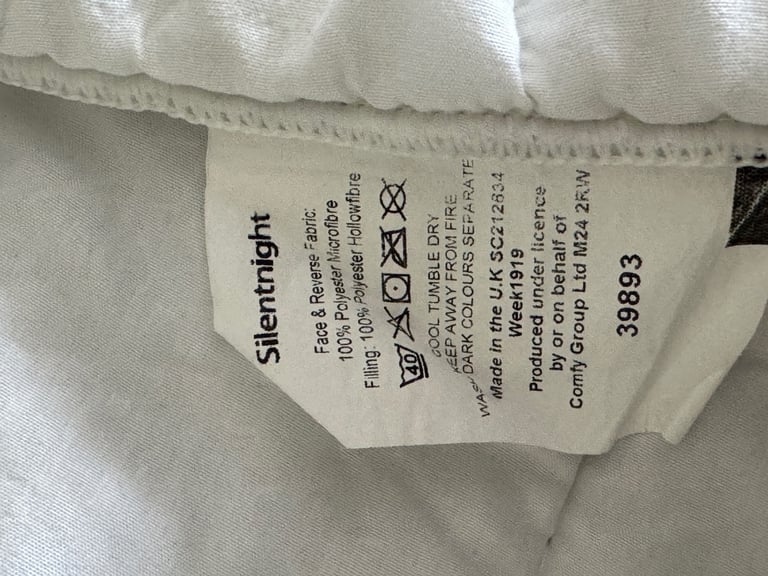 Silentnight
Face & Reverse Fabric:
100% Polyester Microfibre
Filling: 100% Polyester Hollowfibre
40
COOL TUMBLE DRY
KEEP AWAY FROM FIRE
WASH DARK COLOURS SEPARATE
Made in the U.K SC212634
Week1919
Produced under licence
by or on behalf of
Comfy Group Ltd M24 2RW
39893